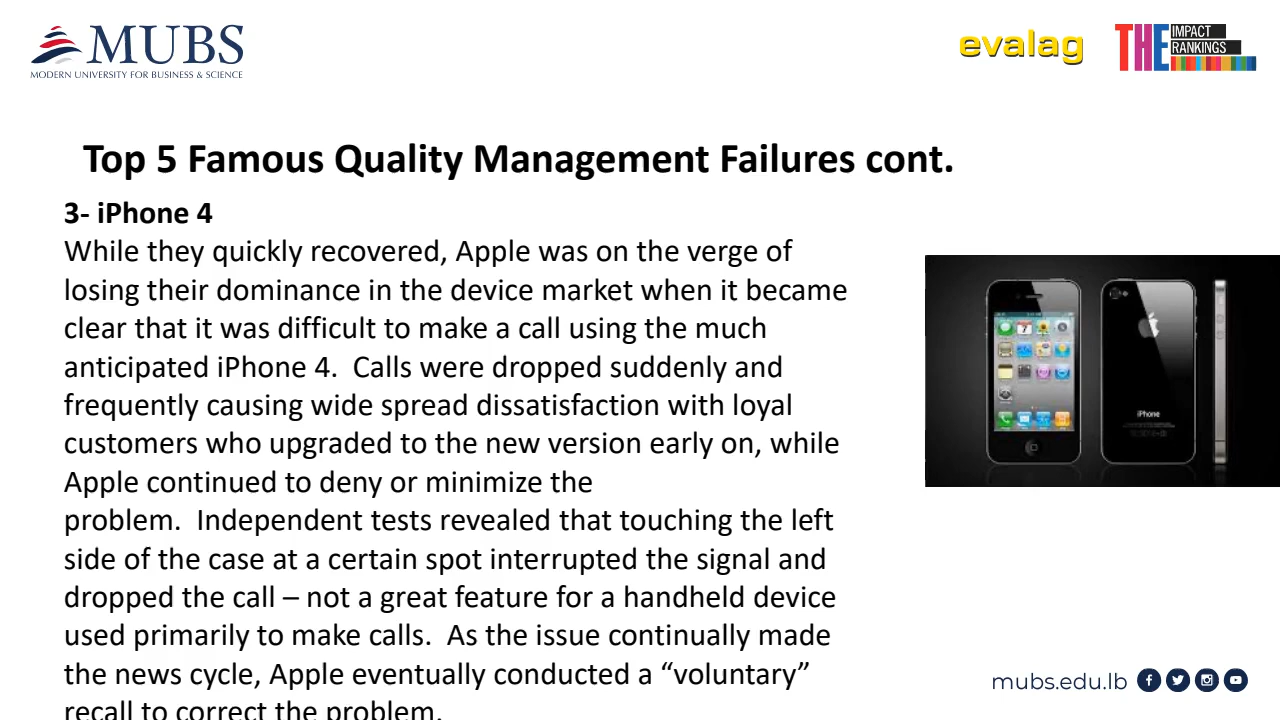 MUBS
MODERN UNIVERSITY FOR BUSINESS & SCIENCE
evalag
THE IMPACT
RANKINGS
Top 5 Famous Quality Management Failures cont.
3- iPhone 4
While they quickly recovered, Apple was on the verge of
losing their dominance in the device market when it became
clear that it was difficult to make a call using the much
anticipated iPhone 4.  Calls were dropped suddenly and
frequently causing wide spread dissatisfaction with loyal
customers who upgraded to the new version early on, while
Apple continued to deny or minimize the
problem.  Independent tests revealed that touching the left
side of the case at a certain spot interrupted the signal and
dropped the call – not a great feature for a handheld device
used primarily to make calls.  As the issue continually made
the news cycle, Apple eventually conducted a “voluntary”
recall to correct the problem.
iPhone
mubs.edu.lb